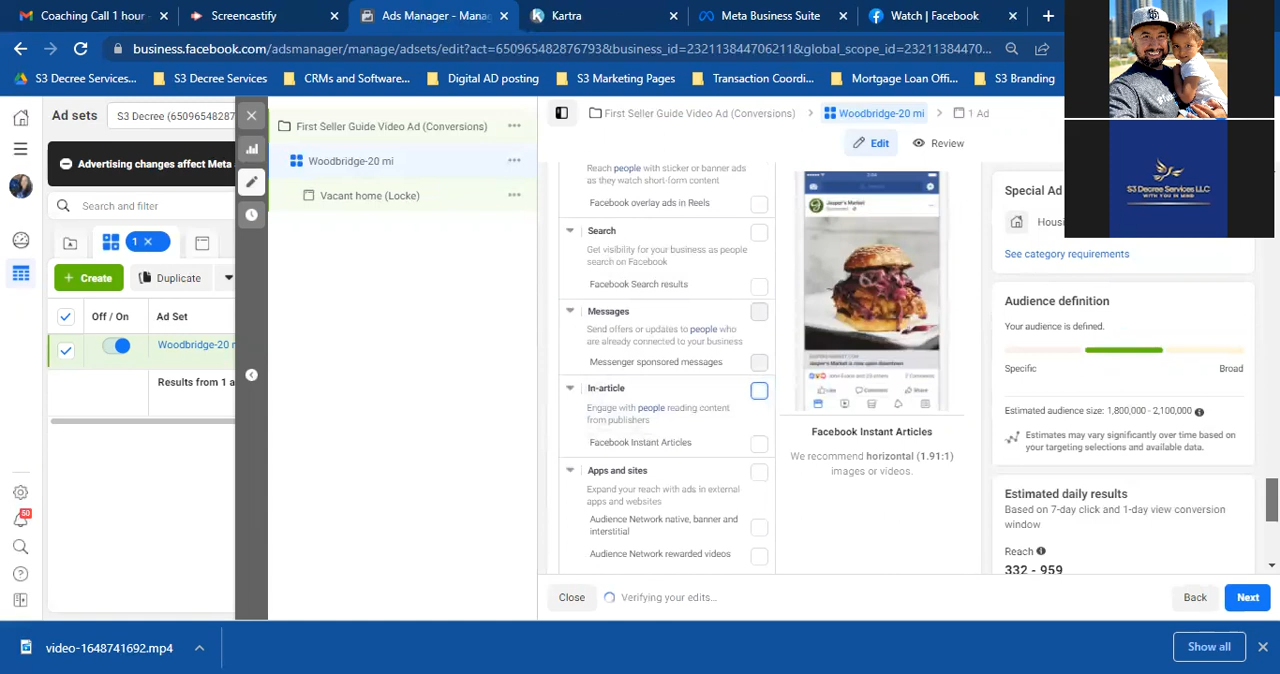 Coaching Call 1 hour -
Screencastify
Ads Manager - Mana
Kartra
Meta Business Suite
Watch | Facebook
business.facebook.com/adsmanager/manage/adsets/edit?act=650965482876793&business_id=232113844706211&global_scope_id=23211384470...
S3 Decree Services...
S3 Decree Services
CRMs and Software...
Digital AD posting
S3 Marketing Pages
Transaction Coordi...
Mortgage Loan Offi...
S3 Branding
S3 DECREE SERVICES LLC
WITH YOU IN MIND
Ad sets
S3 Decree (65096548287
Advertising changes affect Meta
Search and filter
1
Create
Duplicate
Off / On
Ad Set
Woodbridge-20 r
Results from 1 a
50
First Seller Guide Video Ad (Conversions)
Woodbridge-20 mi
Vacant home (Locke)
First Seller Guide Video Ad (Conversions)
Woodbridge-20 mi
1 Ad
Edit
Review
Reach people with sticker or banner ads
as they watch short-form content
Facebook overlay ads in Reels
Search
Get visibility for your business as people
search on Facebook
Facebook Search results
Messages
Send offers or updates to people who
are already connected to your business
Messenger sponsored messages
In-article
Engage with people reading content
from publishers
Facebook Instant Articles
Apps and sites
Expand your reach with ads in external
apps and websites
Audience Network native, banner and
interstitial
Audience Network rewarded videos
Jasper's Market
Like
Comment
Share
Facebook Instant Articles
We recommend horizontal (1.91:1)
images or videos.
Special Ad
Housi
See category requirements
Audience definition
Your audience is defined.
Specific
Broad
Estimated audience size: 1,800,000 - 2,100,000
Estimates may vary significantly over time based on
your targeting selections and available data.
Estimated daily results
Based on 7-day click and 1-day view conversion
window
Reach
332 - 959
Close
Verifying your edits...
Back
Next
video-1648741692.mp4
Show all